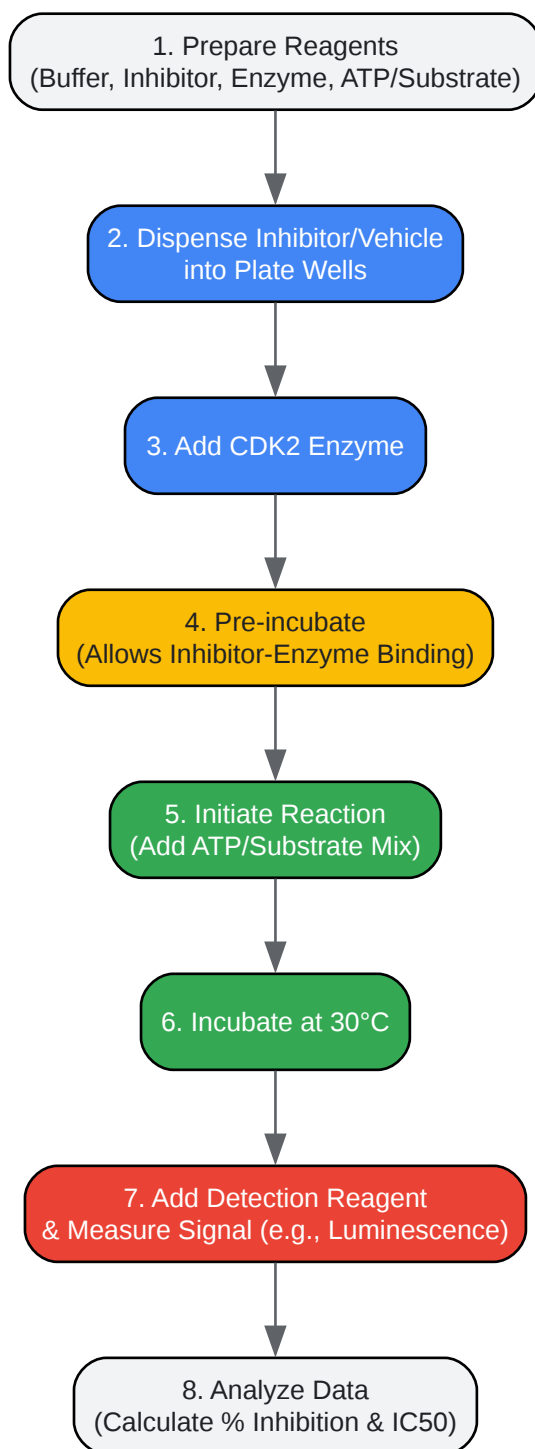 1. Prepare Reagents
(Buffer, Inhibitor, Enzyme, ATP/Substrate)
2. Dispense Inhibitor/Vehicle
into Plate Wells
3. Add CDK2 Enzyme
4. Pre-incubate
(Allows Inhibitor-Enzyme Binding)
5. Initiate Reaction
(Add ATP/Substrate Mix)
6. Incubate at 30°C
7. Add Detection Reagent
& Measure Signal (e.g., Luminescence)
8. Analyze Data
(Calculate % Inhibition & IC50)